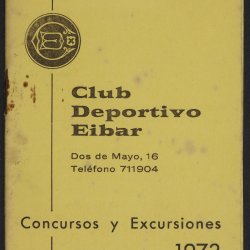 Club
Deportivo
Eibar
Dos de Mayo, 16
Teléfono 711904
Concursos y Excursiones